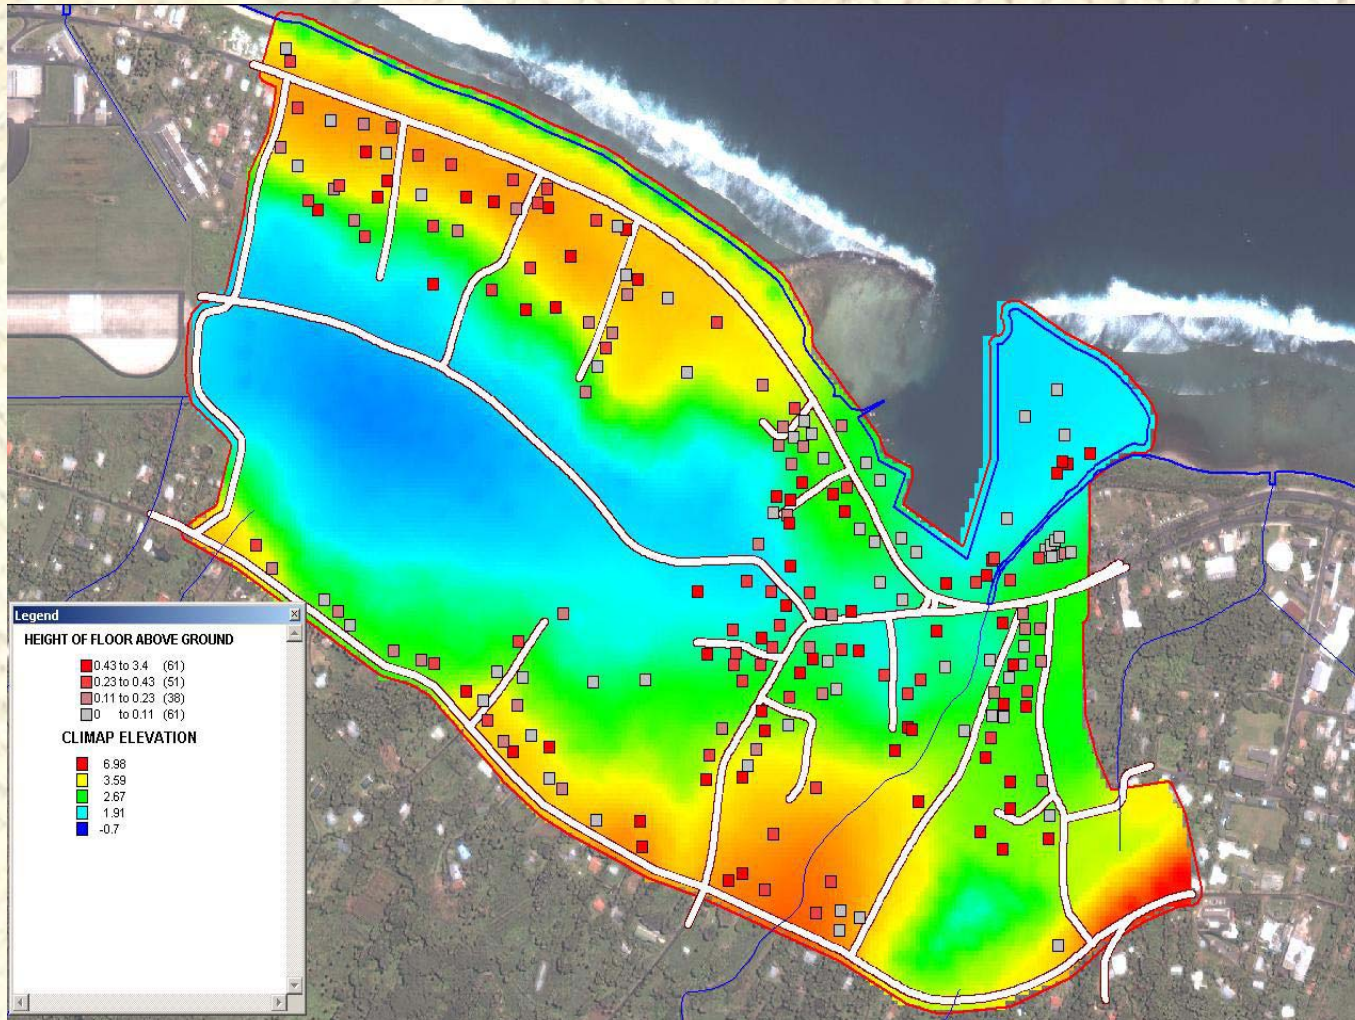 Legend
HEIGHT OF FLOOR ABOVE GROUND
0.43 to 3.4 (61)
0.23 to 0.43 (51)
0.11 to 0.23 (38)
0 to 0.11 (61)
CLIMAP ELEVATION
6.98
3.59
2.67
1.91
-0.7